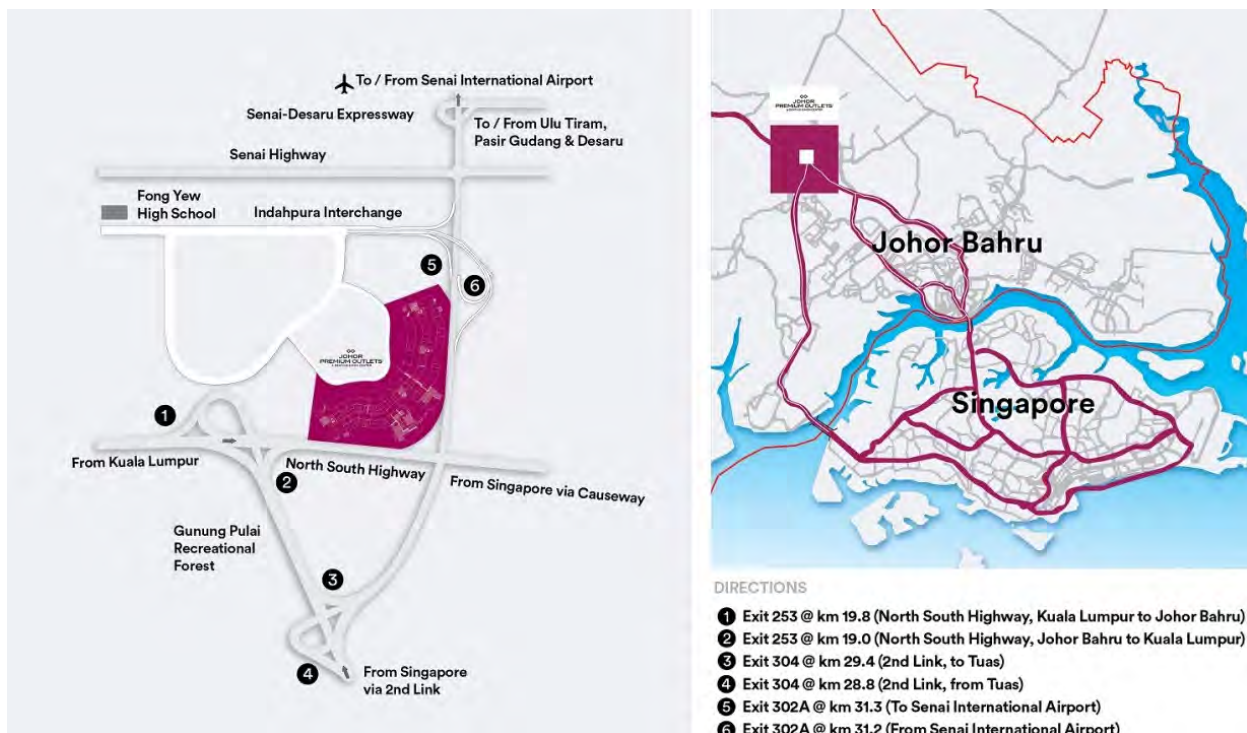 To / From Senai International Airport
Senai-Desaru Expressway
To / From Ulu Tiram,
Pasir Gudang & Desaru
Senai Highway
Fong Yew
High School
Indahpura Interchange
5
6
JOHOR
PREMIUM OUTLETS
1
From Kuala Lumpur
North South Highway
2
From Singapore via Causeway
Gunung Pulai
Recreational
Forest
3
4
From Singapore
via 2nd Link
JOHOR
PREMIUM OUTLETS
Johor Bahru
Singapore
DIRECTIONS
1 Exit 253 @ km 19.8 (North South Highway, Kuala Lumpur to Johor Bahru)
2 Exit 253 @ km 19.0 (North South Highway, Johor Bahru to Kuala Lumpur)
3 Exit 304 @ km 29.4 (2nd Link, to Tuas)
4 Exit 304 @ km 28.8 (2nd Link, from Tuas)
5 Exit 302A @ km 31.3 (To Senai International Airport)
6 Exit 302A @ km 31.2 (From Senai International Airport)